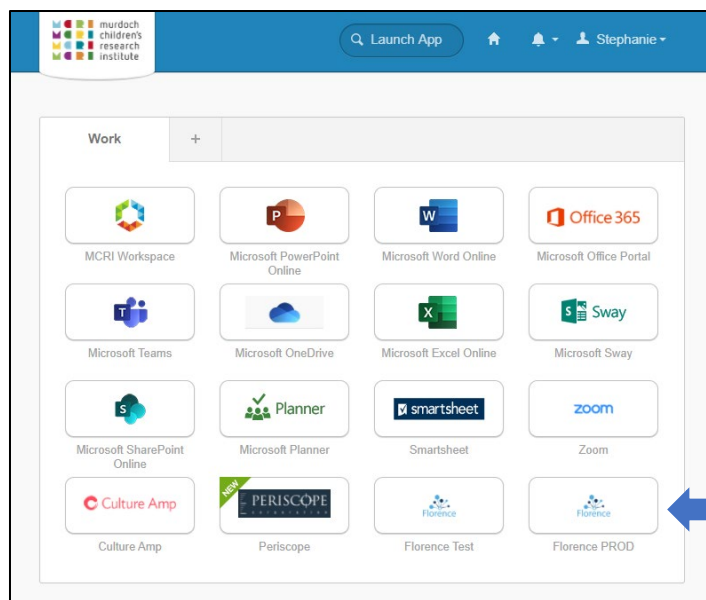 murdoch
children's
research
institute
Launch App
Stephanie
Work
+
MCRI Workspace
P
Microsoft PowerPoint
Online
W
Microsoft Word Online
Office 365
Microsoft Office Portal
T
Microsoft Teams
Microsoft OneDrive
X
Microsoft Excel Online
S
Sway
Microsoft Sway
S
Microsoft SharePoint
Online
Planner
Microsoft Planner
smartsheet
Smartsheet
zoom
Zoom
Culture Amp
Culture Amp
NEW
PERISCOPE
Periscope
Florence
Florence Test
Florence
Florence PROD